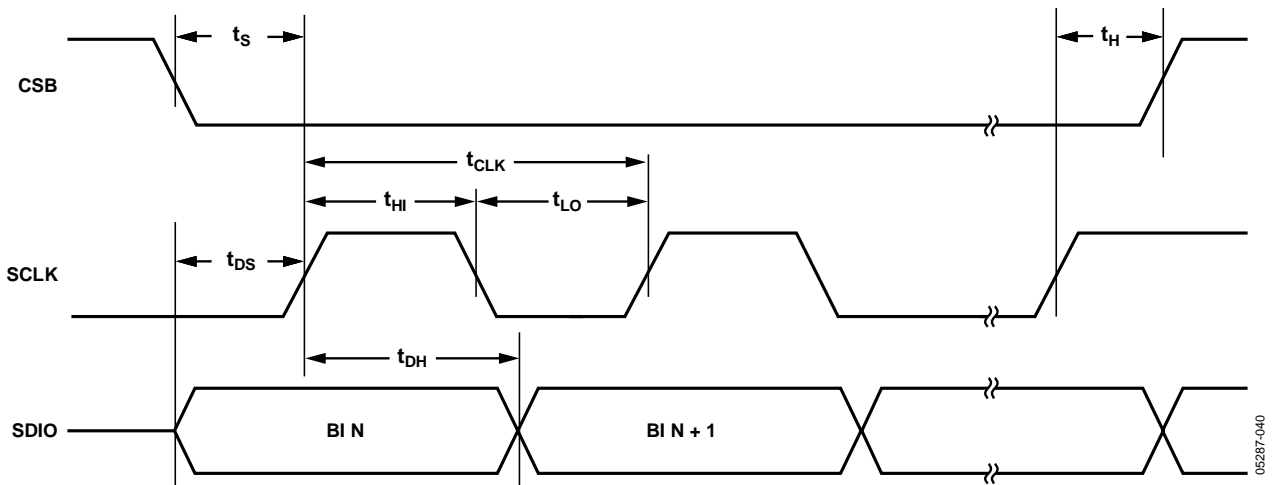 tS
tH
CSB
tCLK
tHI
tLO
tDS
SCLK
tDH
SDIO
BI N
BI N + 1
05287-040